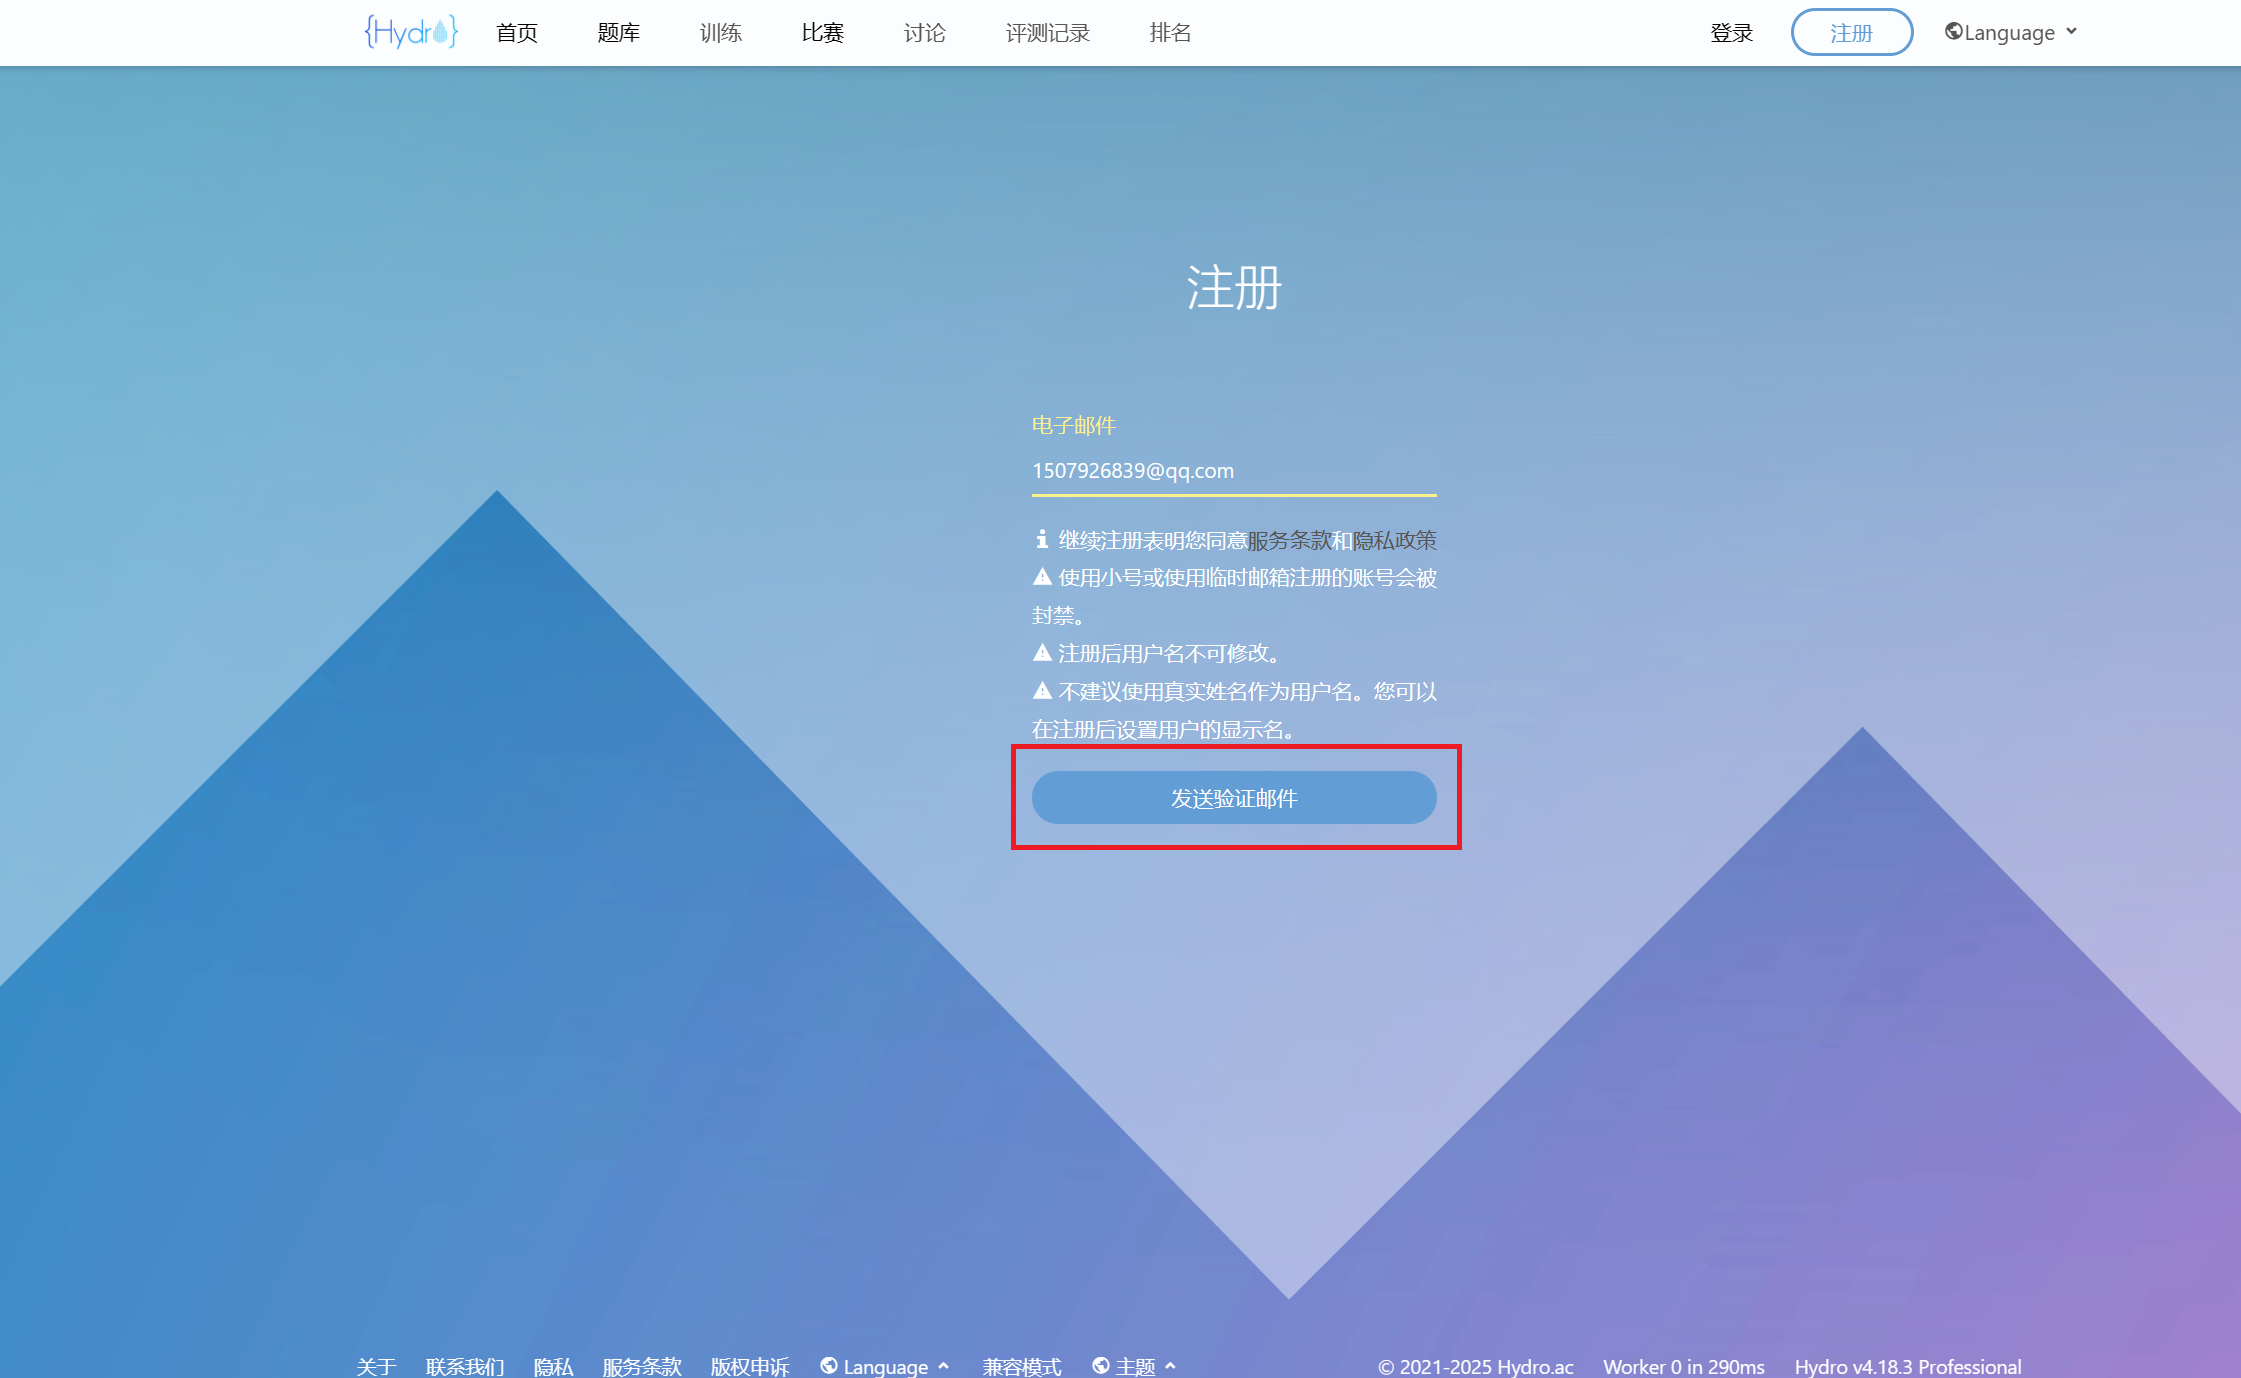 {Hydro} 首页 题库 训练 比赛 讨论 评测记录 排名 登录 注册 Language
注册
电子邮件
1507926839@qq.com
继续注册表明您同意服务条款和隐私政策
使用小号或使用临时邮箱注册的账号会被
封禁。
注册后用户名不可修改。
不建议使用真实姓名作为用户名。您可以
在注册后设置用户的显示名。
发送验证邮件
关于 联系我们 隐私 服务条款 版权申诉 Language 兼容模式 主题 © 2021-2025 Hydro.ac Worker 0 in 290ms Hydro v4.18.3 Professional